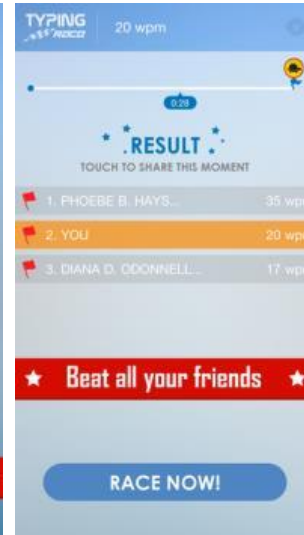 TYPING
RACE
20 wpm
0:28
RESULT
TOUCH TO SHARE THIS MOMENT
1. PHOEBE B. HAYS...
35 wpm
2. YOU
20 wpm
3. DIANA D. ODONNELL...
17 wpm
Beat all your friends
RACE NOW!